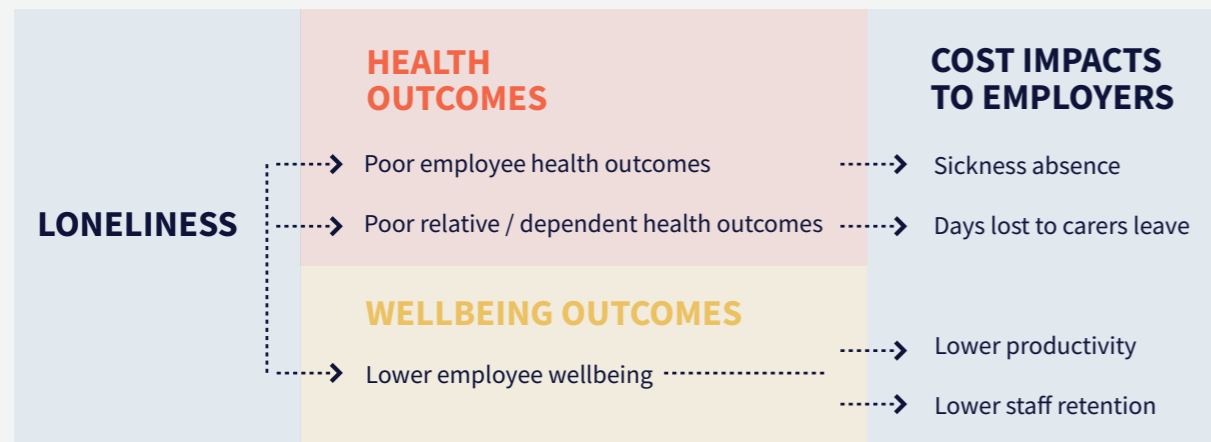 LONELINESS
HEALTH
OUTCOMES
Poor employee health outcomes
Poor relative / dependent health outcomes
WELLBEING OUTCOMES
Lower employee wellbeing
COST IMPACTS
TO EMPLOYERS
Sickness absence
Days lost to carers leave
Lower productivity
Lower staff retention